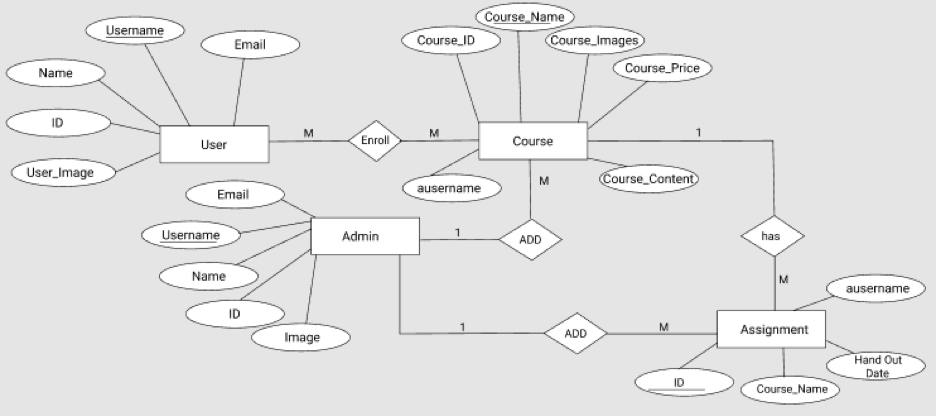 Course_Name
Username
Email
Course_ID
Course_Images
Name
Course_Price
ID
User
M
Enroll
M
Course
1
User_Image
ausername
M
Course_Content
Email
Username
Admin
1
ADD
has
Name
M
ausername
ID
Image
1
ADD
M
Assignment
Hand Out
Date
ID
Course_Name